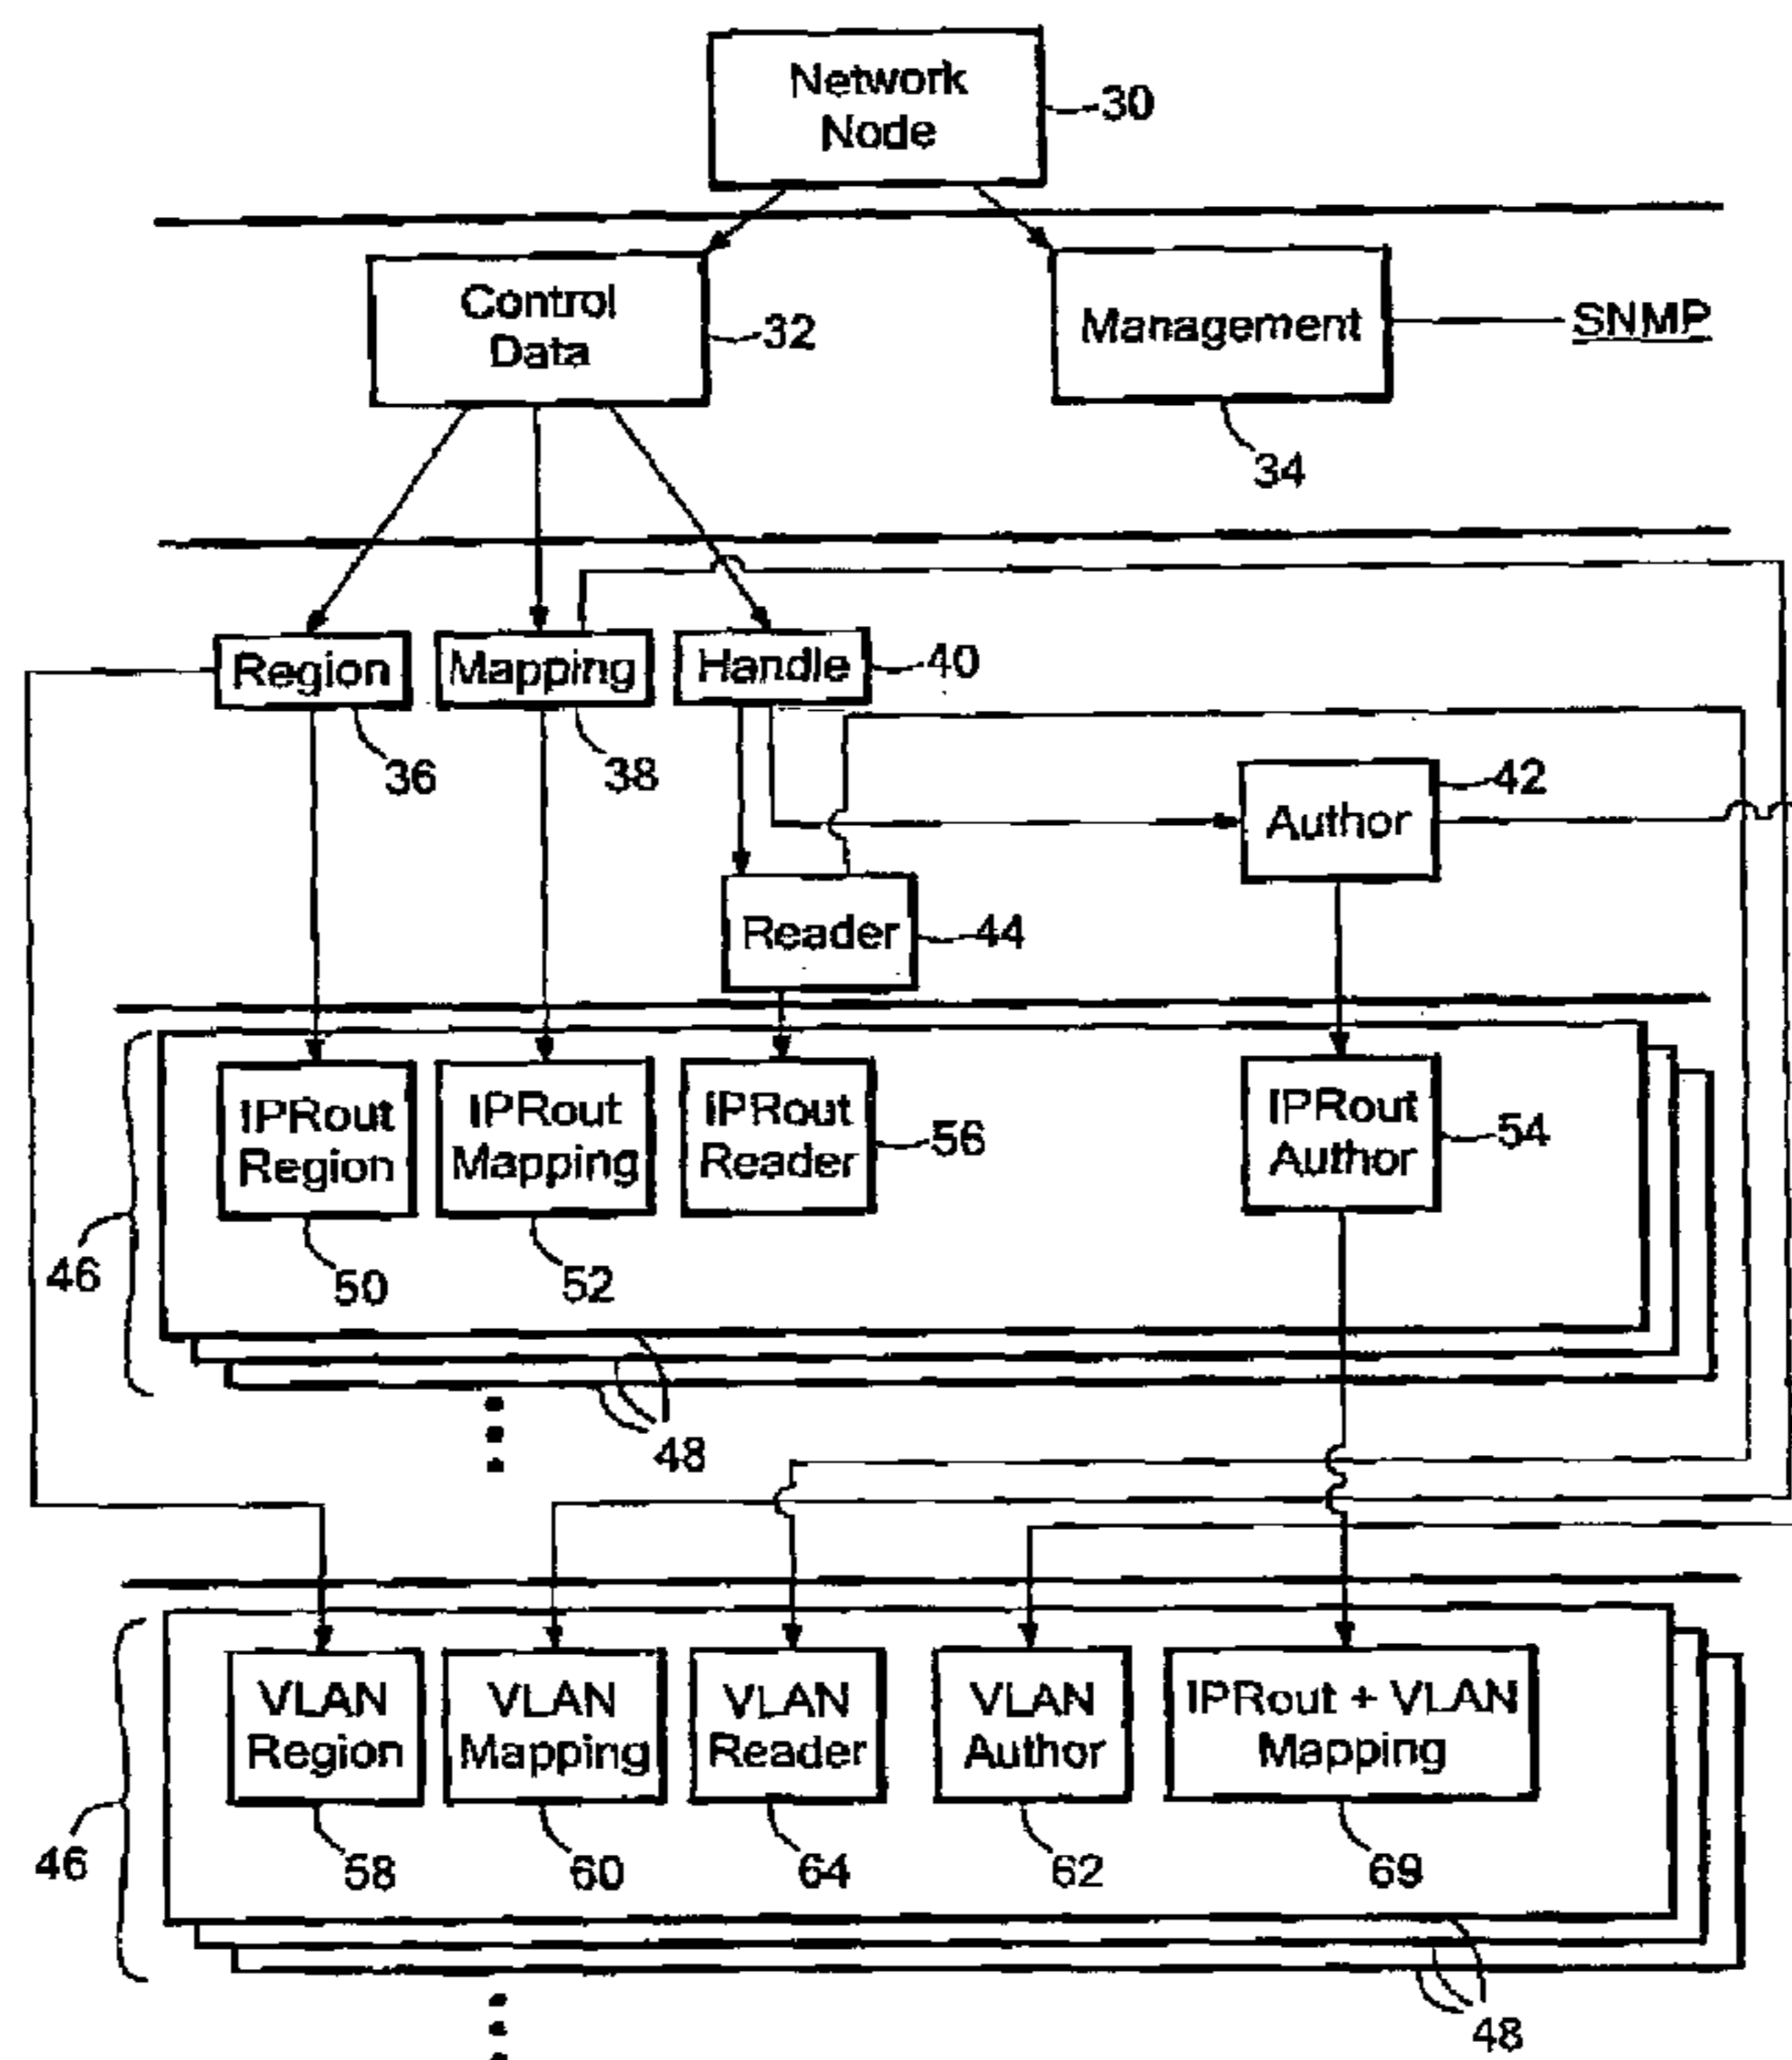 Network
Node
30
Control
Data
32
Management
SNMP
34
Region
Mapping
Handle
40
36
38
42
Author
Reader
44
IPRout
Region
IPRout
Mapping
IPRout
Reader
56
IPRout
Author
54
46
50
52
48
VLAN
Region
VLAN
Mapping
VLAN
Reader
VLAN
Author
IPRout + VLAN
Mapping
46
58
60
64
62
69
48